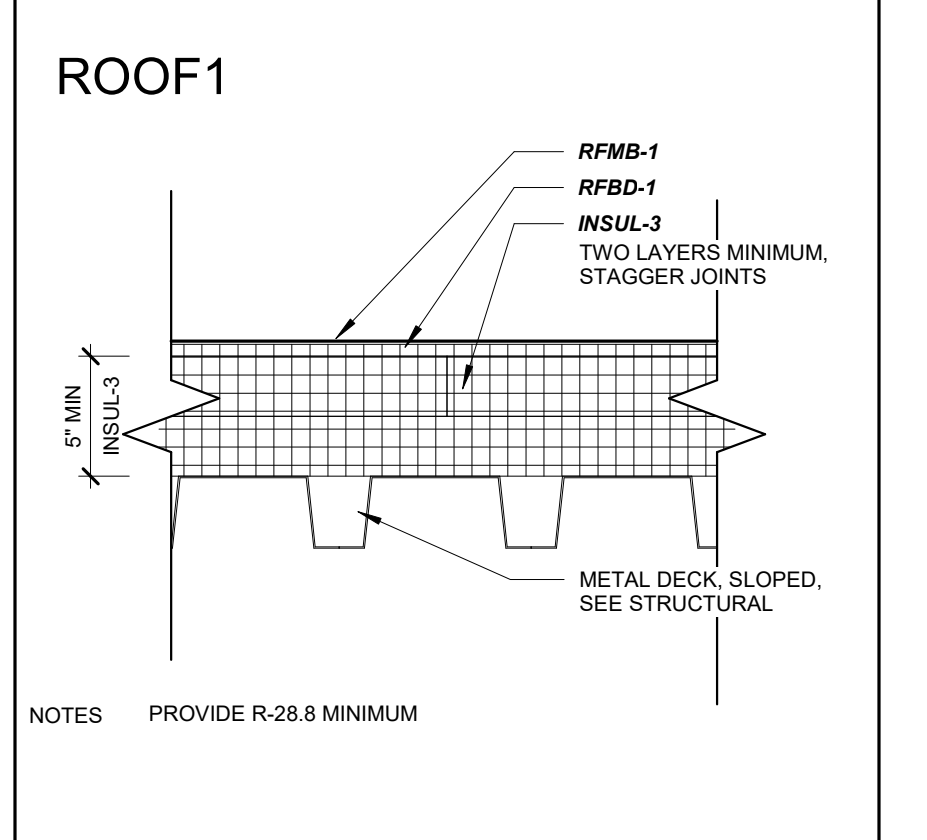 ROOF1
RFMB-1
RFBD-1
INSUL-3
TWO LAYERS MINIMUM,
STAGGER JOINTS
5" MIN
INSUL-3
METAL DECK, SLOPED,
SEE STRUCTURAL
NOTES PROVIDE R-28.8 MINIMUM